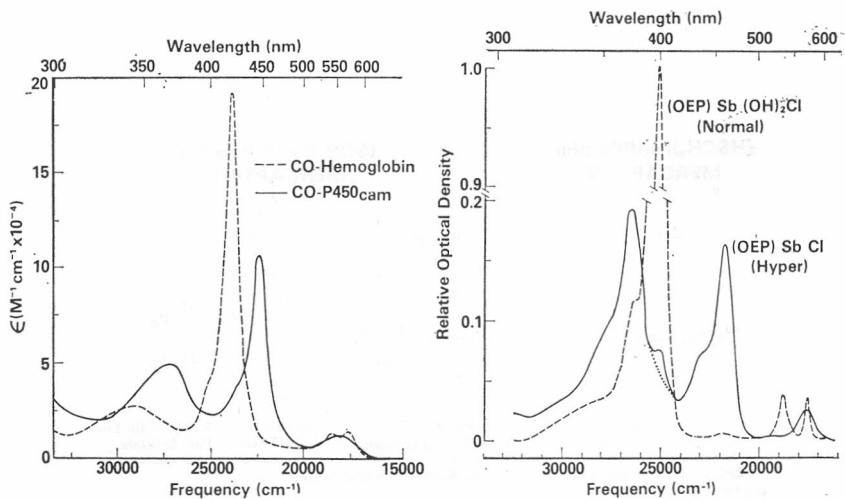 Wavelength (nm)
300 350 400 450 500 550 600
20
15
10
5
0
ϵ(M⁻¹ cm⁻¹ x10⁻⁴)
CO-Hemoglobin
CO-P450cam
30000 25000 20000 15000
Frequency (cm⁻¹)
Wavelength (nm)
300 400 500 600
1.0
0.9
0.2
0.1
0
Relative Optical Density
(OEP) Sb (OH)₂Cl
(Normal)
(OEP) Sb Cl
(Hyper)
30000 25000 20000
Frequency (cm⁻¹)